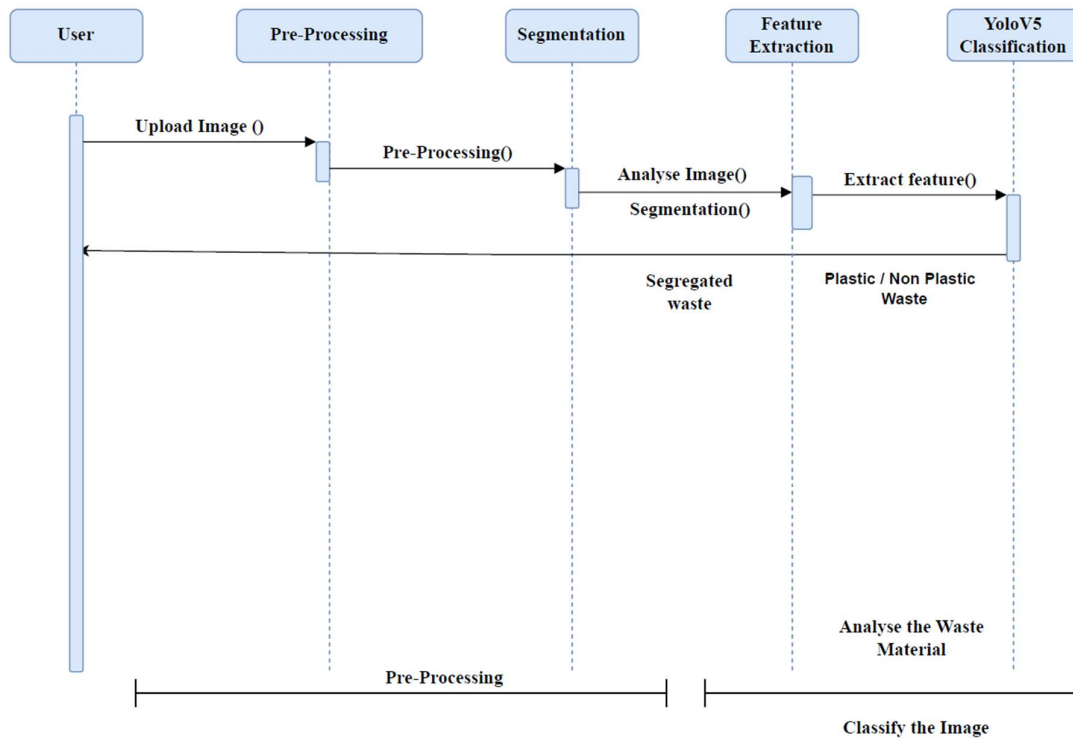 User
Pre-Processing
Segmentation
Feature
Extraction
YoloV5
Classification
Upload Image ()
Pre-Processing()
Analyse Image()
Segmentation()
Extract feature()
Segregated
waste
Plastic / Non Plastic
Waste
Analyse the Waste
Material
Pre-Processing
Classify the Image